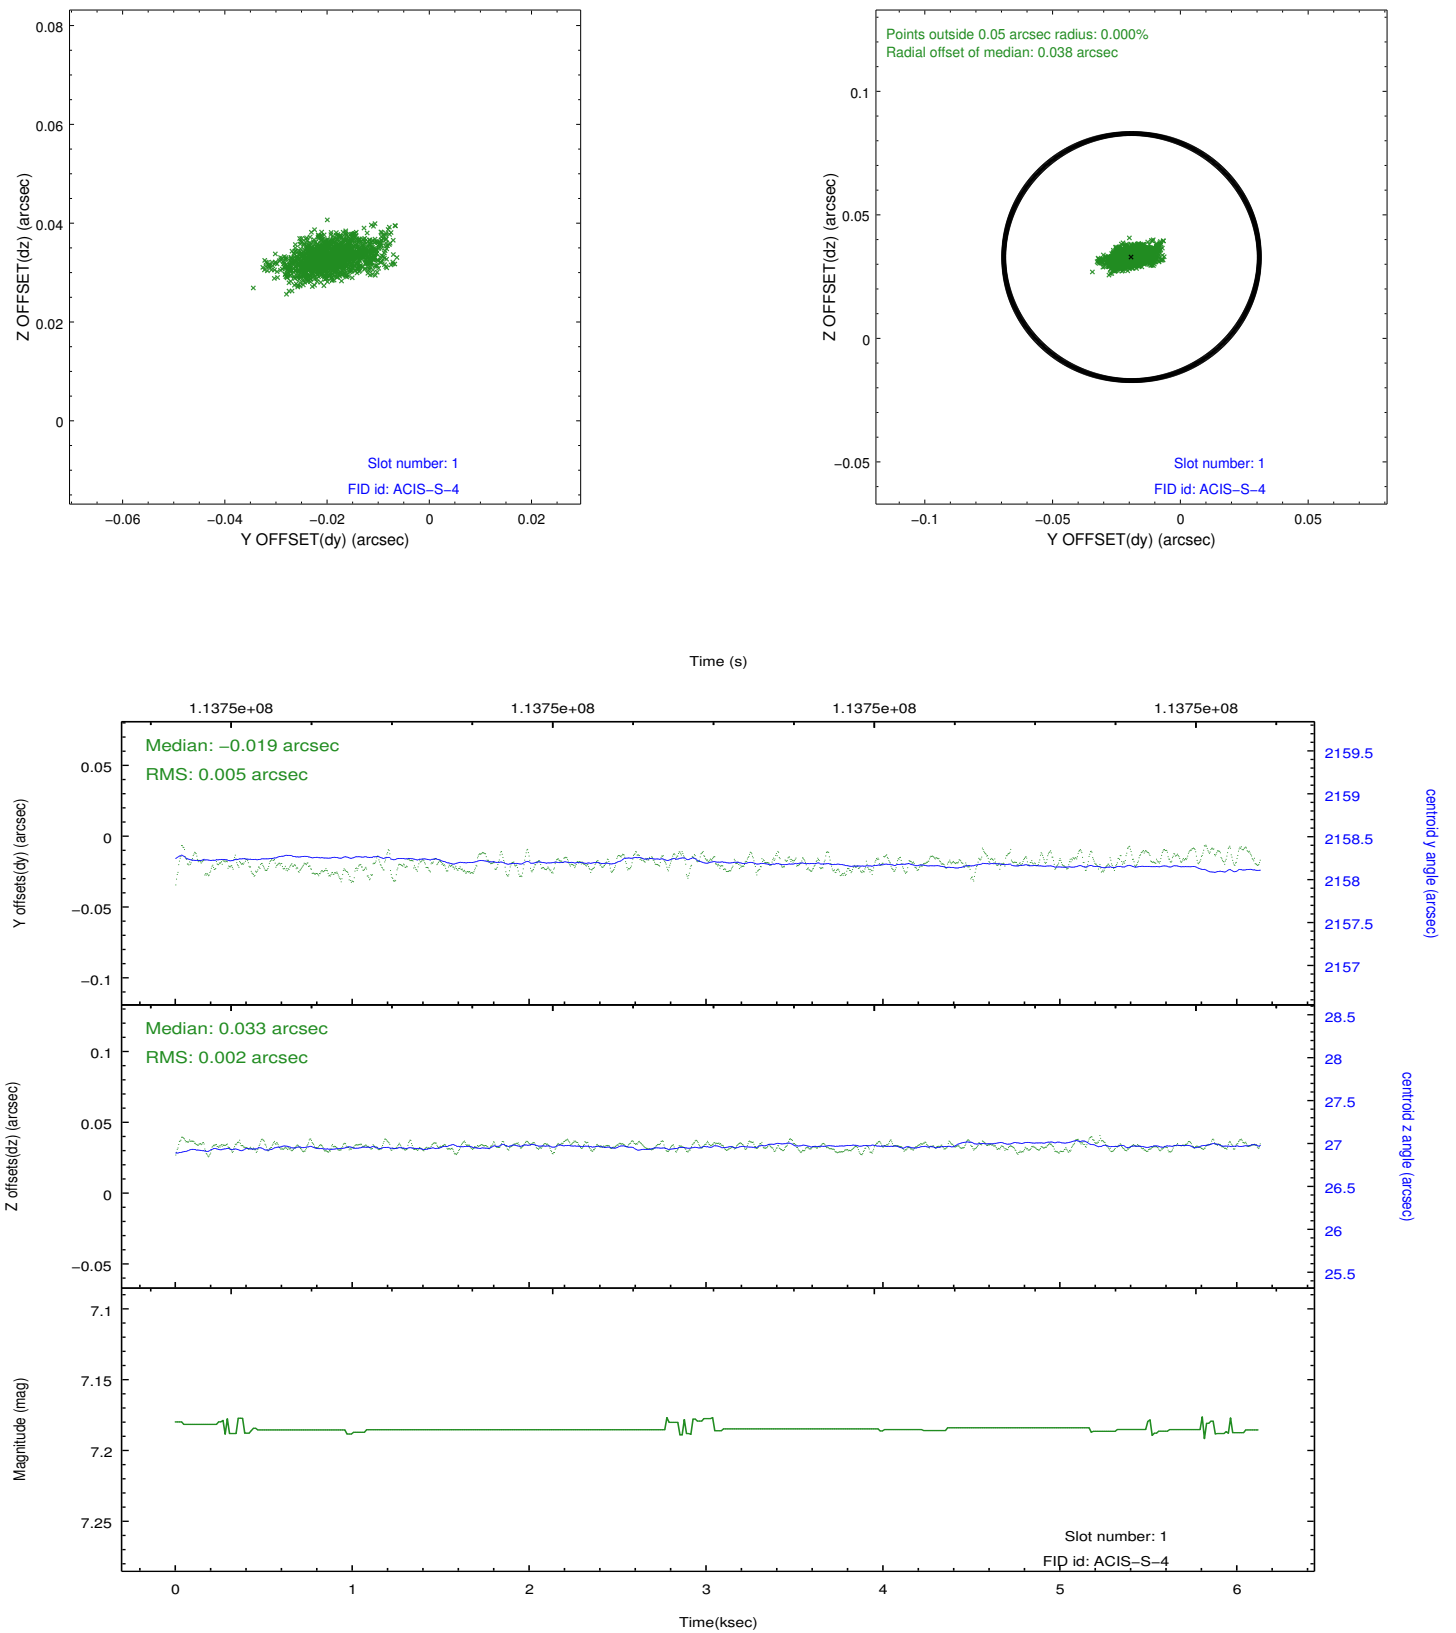 0.08
0.06
0.04
0.02
0
Z OFFSET(dz) (arcsec)
Slot number: 1
FID id: ACIS−S−4
−0.06 −0.04 −0.02 0 0.02
Y OFFSET(dy) (arcsec)
Points outside 0.05 arcsec radius: 0.000%
Radial offset of median: 0.038 arcsec
0.1
0.05
0
−0.05
Z OFFSET(dz) (arcsec)
Slot number: 1
FID id: ACIS−S−4
−0.1 −0.05 0 0.05
Y OFFSET(dy) (arcsec)
Time (s)
1.1375e+08 1.1375e+08 1.1375e+08 1.1375e+08
Median: −0.019 arcsec
RMS: 0.005 arcsec
0.05
0
−0.05
−0.1
Y offsets(dy) (arcsec)
2159.5
2159
2158.5
2158
2157.5
2157
centroid y angle (arcsec)
Median: 0.033 arcsec
RMS: 0.002 arcsec
0.1
0.05
0
−0.05
Z offsets(dz) (arcsec)
28.5
28
27.5
27
26.5
26
25.5
centroid z angle (arcsec)
7.1
7.15
7.2
7.25
Magnitude (mag)
Slot number: 1
FID id: ACIS−S−4
0 1 2 3 4 5 6
Time(ksec)